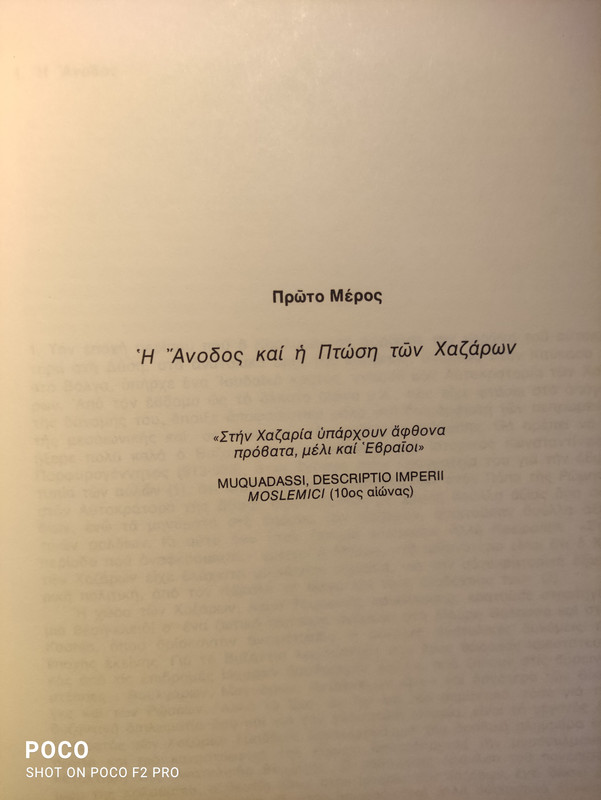 Πρῶτο Μέρος
Ἡ Ἄνοδος καί ἡ Πτώση τῶν Χαζάρων
«Στήν Χαζαρία ὑπάρχουν ἄφθονα
πρόβατα, μέλι καί Ἑβραῖοι»
MUQUADASSI, DESCRIPTIO IMPERII
MOSLEMICI (10ος αἰώνας)
POCO
SHOT ON POCO F2 PRO